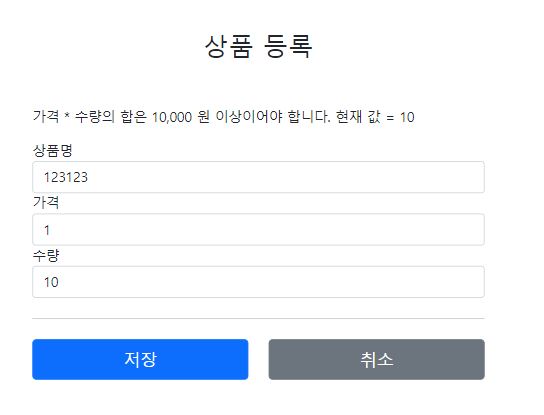 상품 등록
가격 * 수량의 합은 10,000 원 이상이어야 합니다. 현재 값 = 10
상품명
123123
가격
1
수량
10
저장 취소